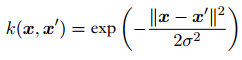 k(x, x′) = exp(−‖x − x′‖² / 2σ²)